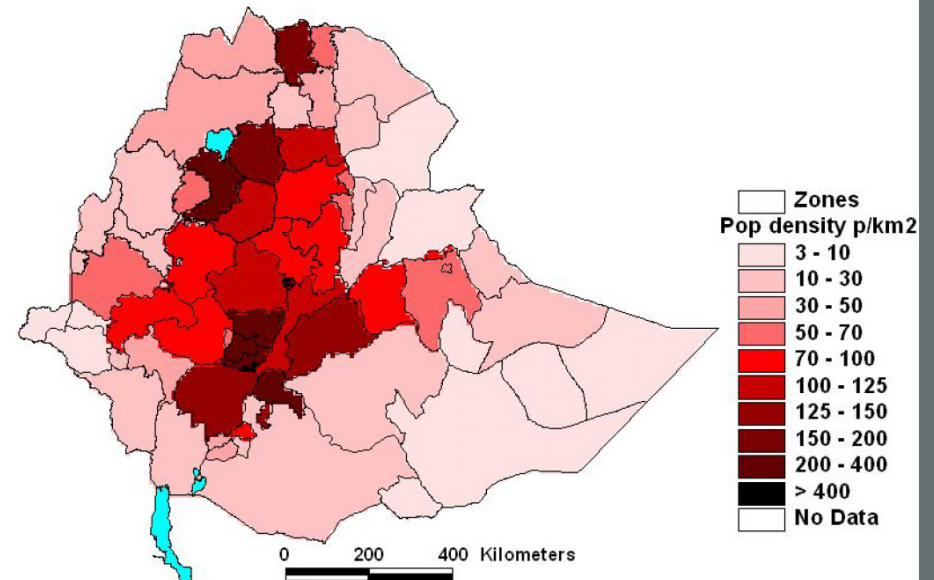 Zones
Pop density p/km2
3 - 10
10 - 30
30 - 50
50 - 70
70 - 100
100 - 125
125 - 150
150 - 200
200 - 400
> 400
No Data
0 200 400 Kilometers